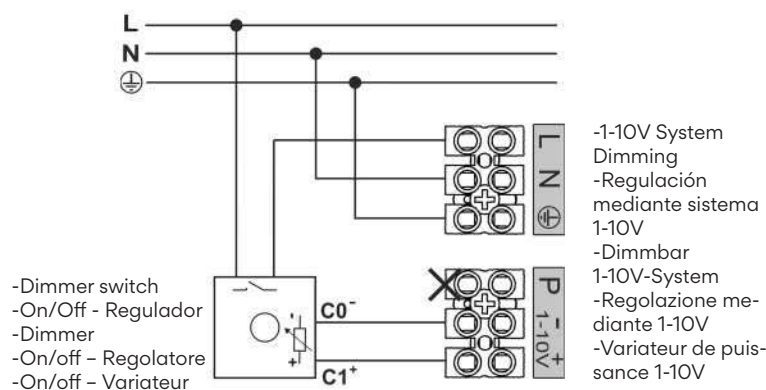 L
N
L
N
-1-10V System
Dimming
-Regulación
mediante sistema
1-10V
-Dimmbar
1-10V-System
-Regolazione me-
diante 1-10V
-Variateur de puis-
sance 1-10V
-Dimmer switch
-On/Off - Regulador
-Dimmer
-On/off – Regolatore
-On/off – Variateur
-
+
C0-
C1+
P
- +
1-10V